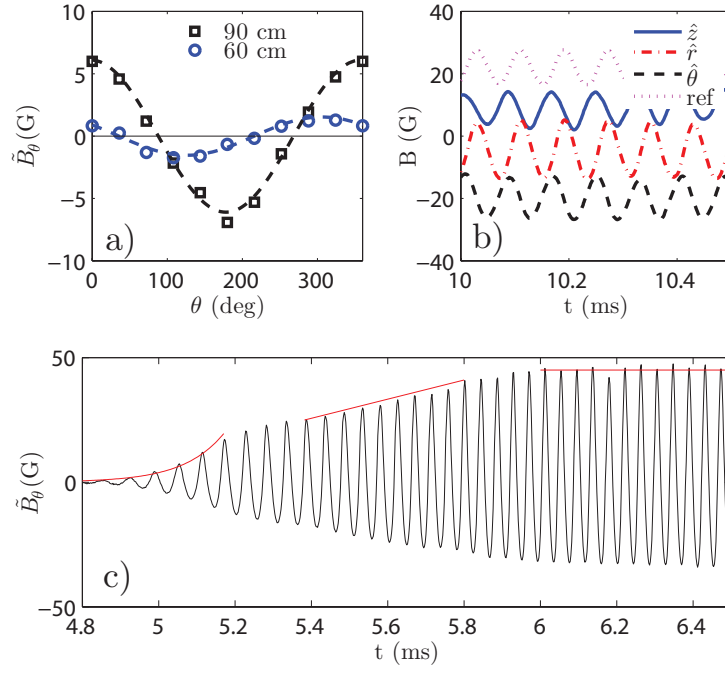 10
5
0
−5
−10
B̃θ(G)
90 cm
60 cm
a)
0 100 200 300
θ (deg)
40
20
0
−20
−40
B (G)
ẑ
r̂
θ̂
ref
b)
10 10.2 10.4
t (ms)
50
0
−50
B̃θ(G)
c)
4.8 5 5.2 5.4 5.6 5.8 6 6.2 6.4
t (ms)